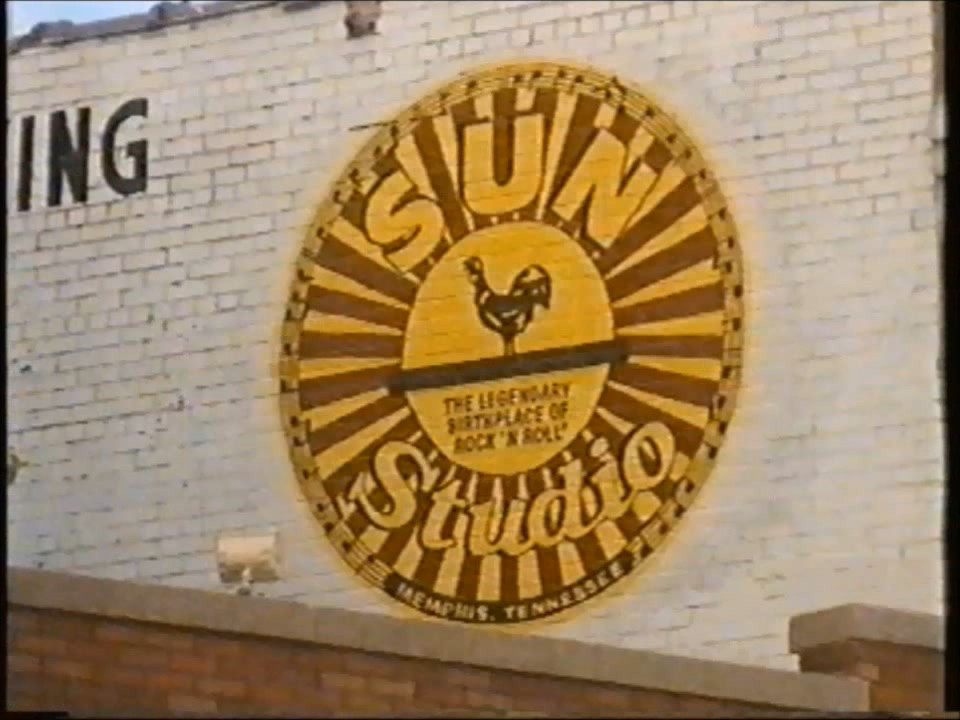 ING
SUN
THE LEGENDARY
BIRTHPLACE OF
ROCK 'N' ROLL
Studio
MEMPHIS, TENNESSEE